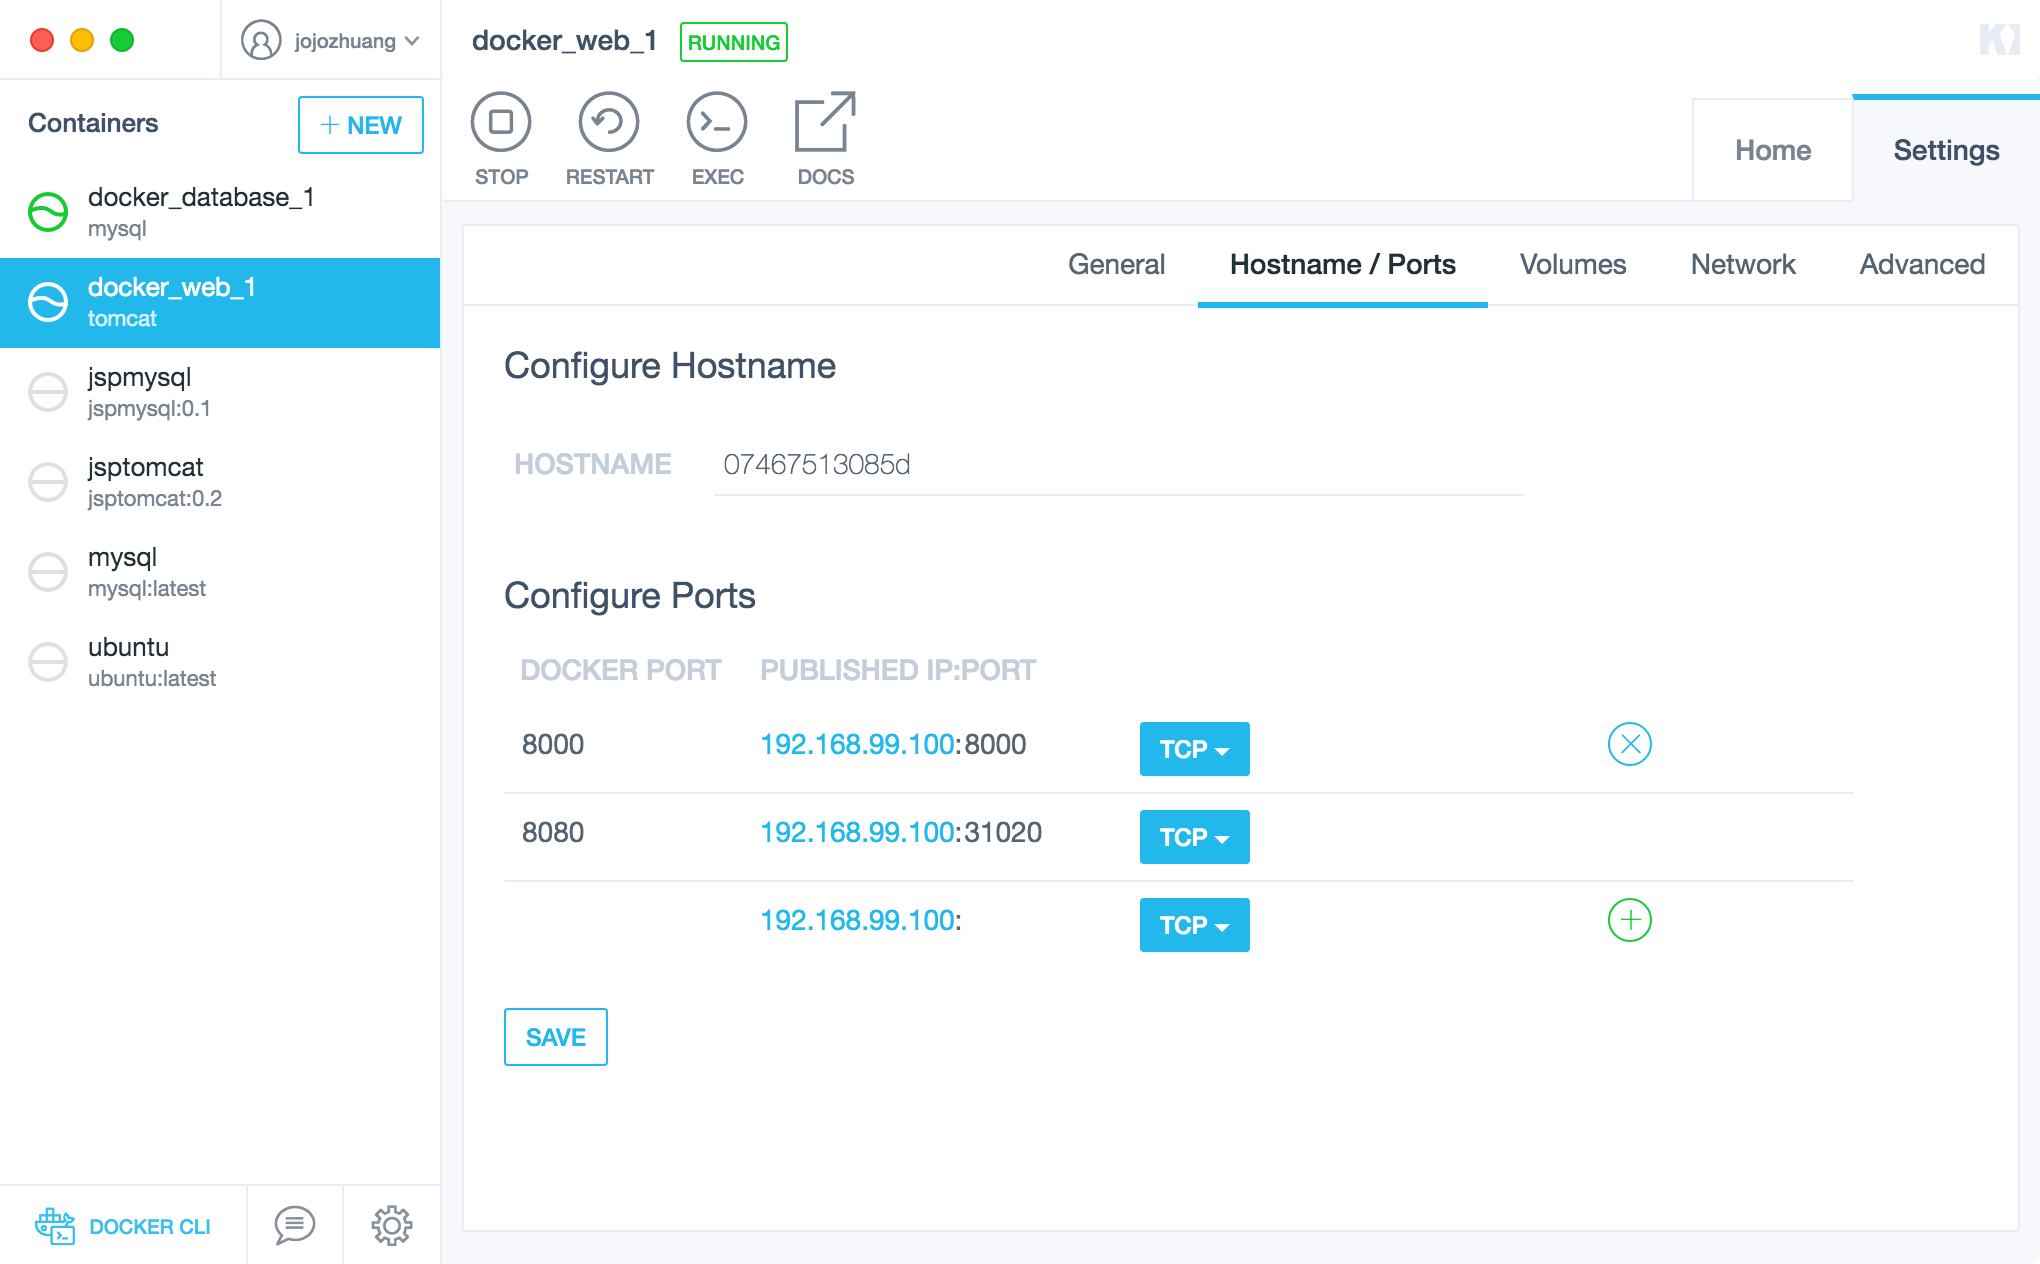 jojozhuang
Containers
+ NEW
docker_database_1
mysql
docker_web_1
tomcat
jspmysql
jspmysql:0.1
jsptomcat
jsptomcat:0.2
mysql
mysql:latest
ubuntu
ubuntu:latest
DOCKER CLI
docker_web_1 RUNNING
STOP RESTART EXEC DOCS
Home Settings
General Hostname / Ports Volumes Network Advanced
Configure Hostname
HOSTNAME 07467513085d
Configure Ports
DOCKER PORT PUBLISHED IP:PORT
8000 192.168.99.100:8000 TCP
8080 192.168.99.100:31020 TCP
192.168.99.100: TCP
SAVE